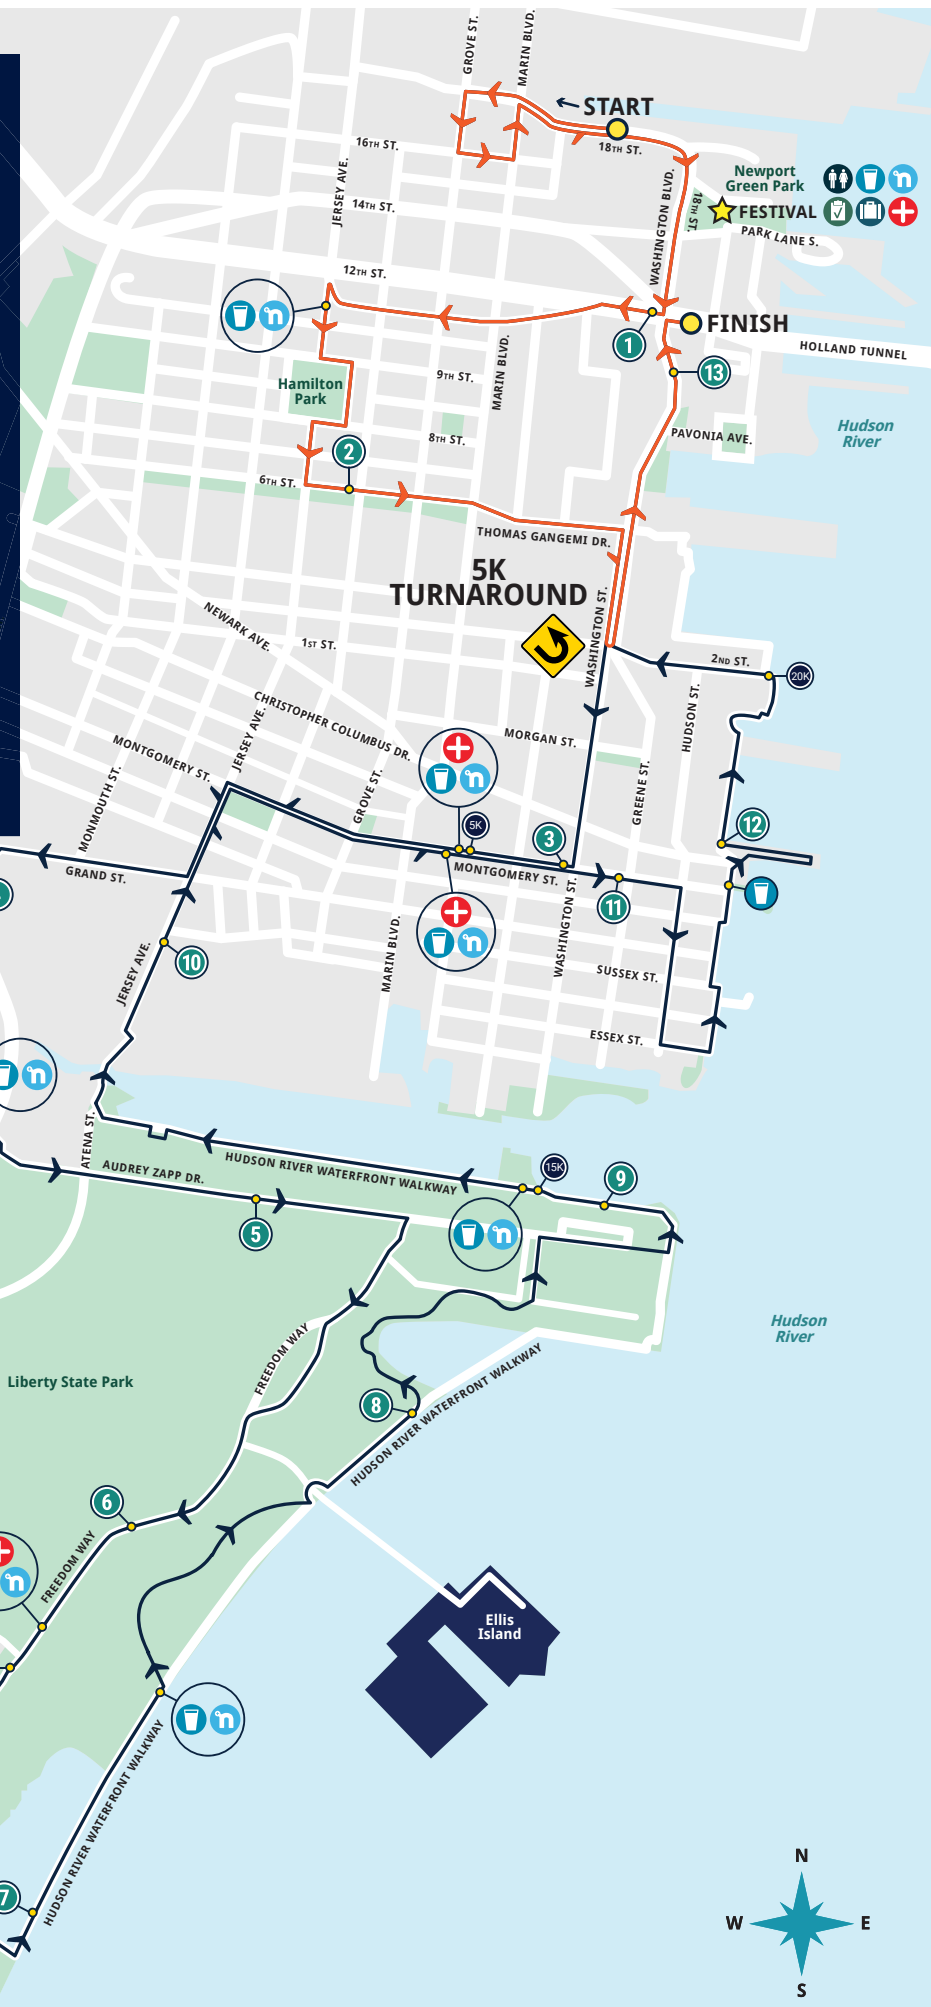 GROVE ST.
MARIN BLVD.
START
18TH ST.
16TH ST.
JERSEY AVE.
14TH ST.
WASHINGTON BLVD.
18TH ST.
Newport
Green Park
FESTIVAL
PARK LANE S.
12TH ST.
1
FINISH
HOLLAND TUNNEL
13
MARIN BLVD.
9TH ST.
Hamilton
Park
8TH ST.
PAVONIA AVE.
Hudson
River
2
6TH ST.
THOMAS GANGEMI DR.
5K
TURNAROUND
WASHINGTON ST.
NEWARK AVE.
1ST ST.
2ND ST.
20K
HUDSON ST.
CHRISTOPHER COLUMBUS DR.
JERSEY AVE.
MONTGOMERY ST.
MORGAN ST.
GREENE ST.
GROVE ST.
MONMOUTH ST.
5K
3
12
GRAND ST.
MONTGOMERY ST.
11
WASHINGTON ST.
MARIN BLVD.
JERSEY AVE.
10
SUSSEX ST.
ESSEX ST.
ATENA ST.
AUDREY ZAPP DR.
HUDSON RIVER WATERFRONT WALKWAY
15K
9
5
Hudson
River
FREEDOM WAY
Liberty State Park
8
HUDSON RIVER WATERFRONT WALKWAY
6
FREEDOM WAY
Ellis
Island
HUDSON RIVER WATERFRONT WALKWAY
7
N
W
E
S